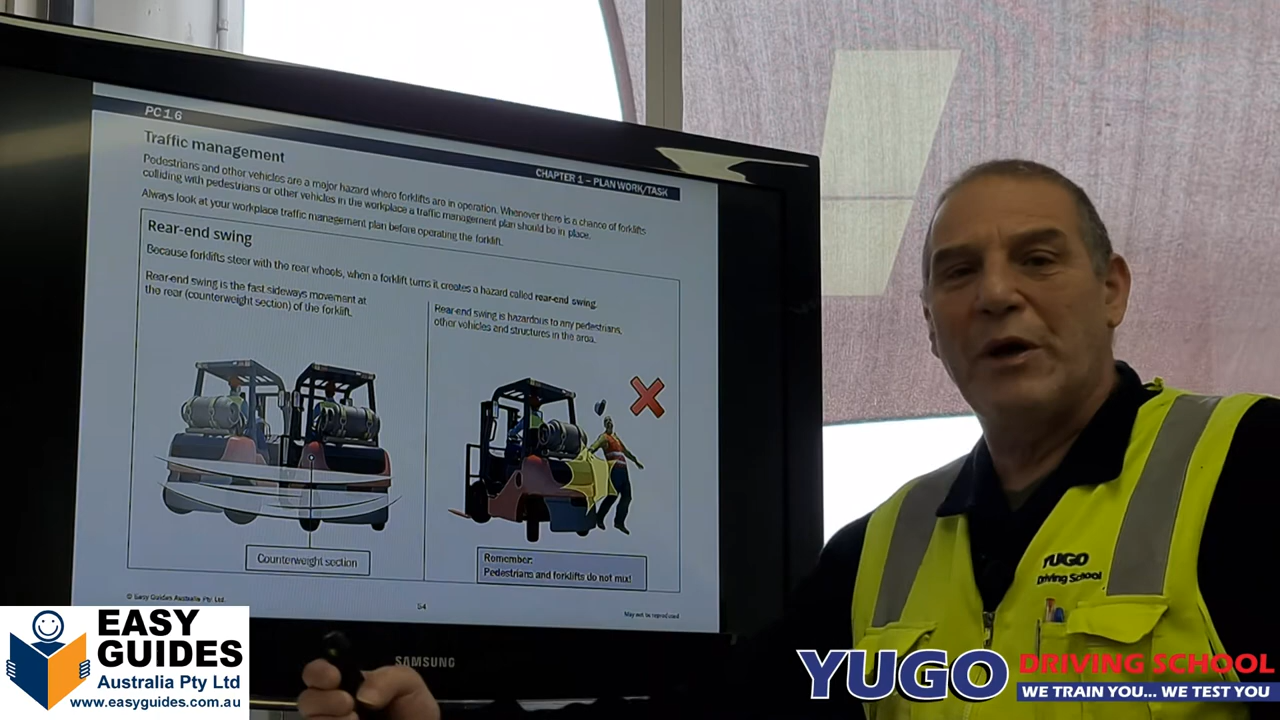 PC 1 6
CHAPTER 1 – PLAN WORK/TASK
Traffic management
Pedestrians and other vehicles are a major hazard where forklifts are in operation. Whenever there is a chance of forklifts
colliding with pedestrians or other vehicles in the workplace a traffic management plan should be in place.
Always look at your workplace traffic management plan before operating the forklift.
Rear-end swing
Because forklifts steer with the rear wheels, when a forklift turns it creates a hazard called rear-end swing.
Rear-end swing is the fast sideways movement at
the rear (counterweight section) of the forklift.
Rear-end swing is hazardous to any pedestrians,
other vehicles and structures in the area.
Counterweight section
Remember:
Pedestrians and forklifts do not mix!
© Easy Guides Australia Pty. Ltd.
54
May not be reproduced
SAMSUNG
YUGO
Driving School
EASY
GUIDES
Australia Pty Ltd
www.easyguides.com.au
YUGO DRIVING SCHOOL
WE TRAIN YOU... WE TEST YOU